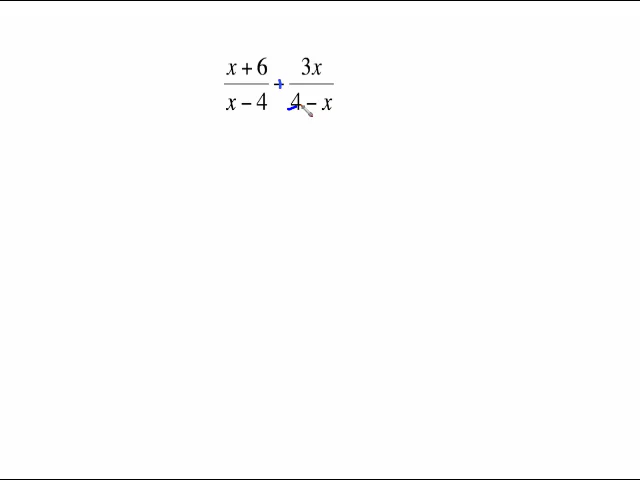 x + 6 3x
x − 4 + 4 − x